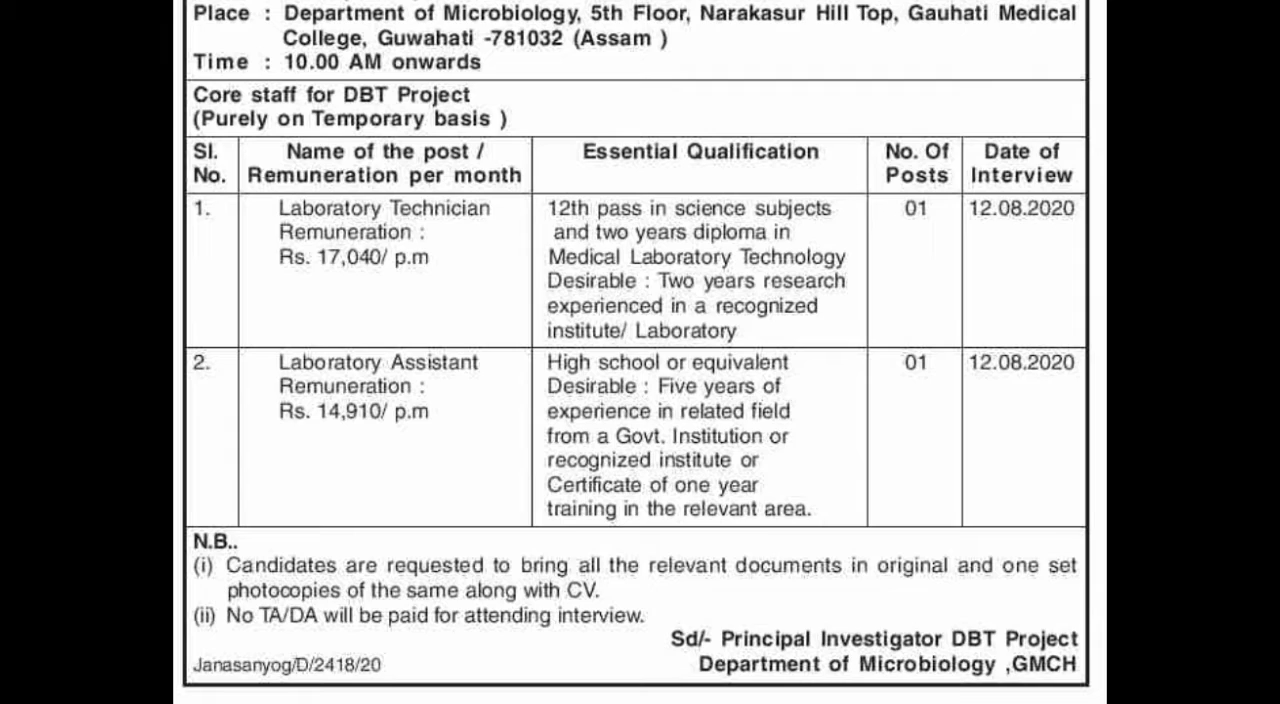 Place : Department of Microbiology, 5th Floor, Narakasur Hill Top, Gauhati Medical
College, Guwahati -781032 (Assam )
Time : 10.00 AM onwards
Core staff for DBT Project
(Purely on Temporary basis )
Sl. No.
Name of the post /
Remuneration per month
Essential Qualification
No. Of
Posts
Date of
Interview
1.
Laboratory Technician
Remuneration :
Rs. 17,040/ p.m
12th pass in science subjects
and two years diploma in
Medical Laboratory Technology
Desirable : Two years research
experienced in a recognized
institute/ Laboratory
01
12.08.2020
2.
Laboratory Assistant
Remuneration :
Rs. 14,910/ p.m
High school or equivalent
Desirable : Five years of
experience in related field
from a Govt. Institution or
recognized institute or
Certificate of one year
training in the relevant area.
01
12.08.2020
N.B..
(i) Candidates are requested to bring all the relevant documents in original and one set
photocopies of the same along with CV.
(ii) No TA/DA will be paid for attending interview.
Sd/- Principal Investigator DBT Project
Janasanyog/D/2418/20
Department of Microbiology ,GMCH